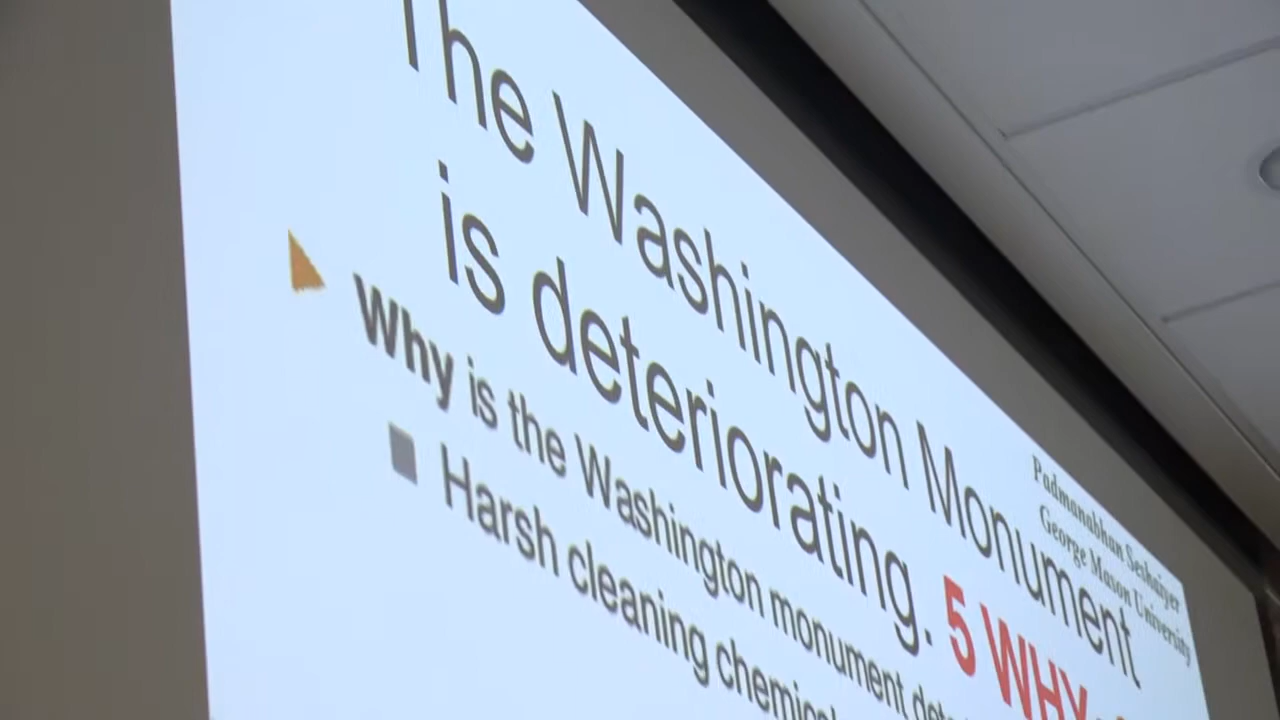 The Washington Monument
is deteriorating. 5 WHY
Why is the Washington monument
Harsh cleaning
Padmanabhan Seshaiyer
George Mason University